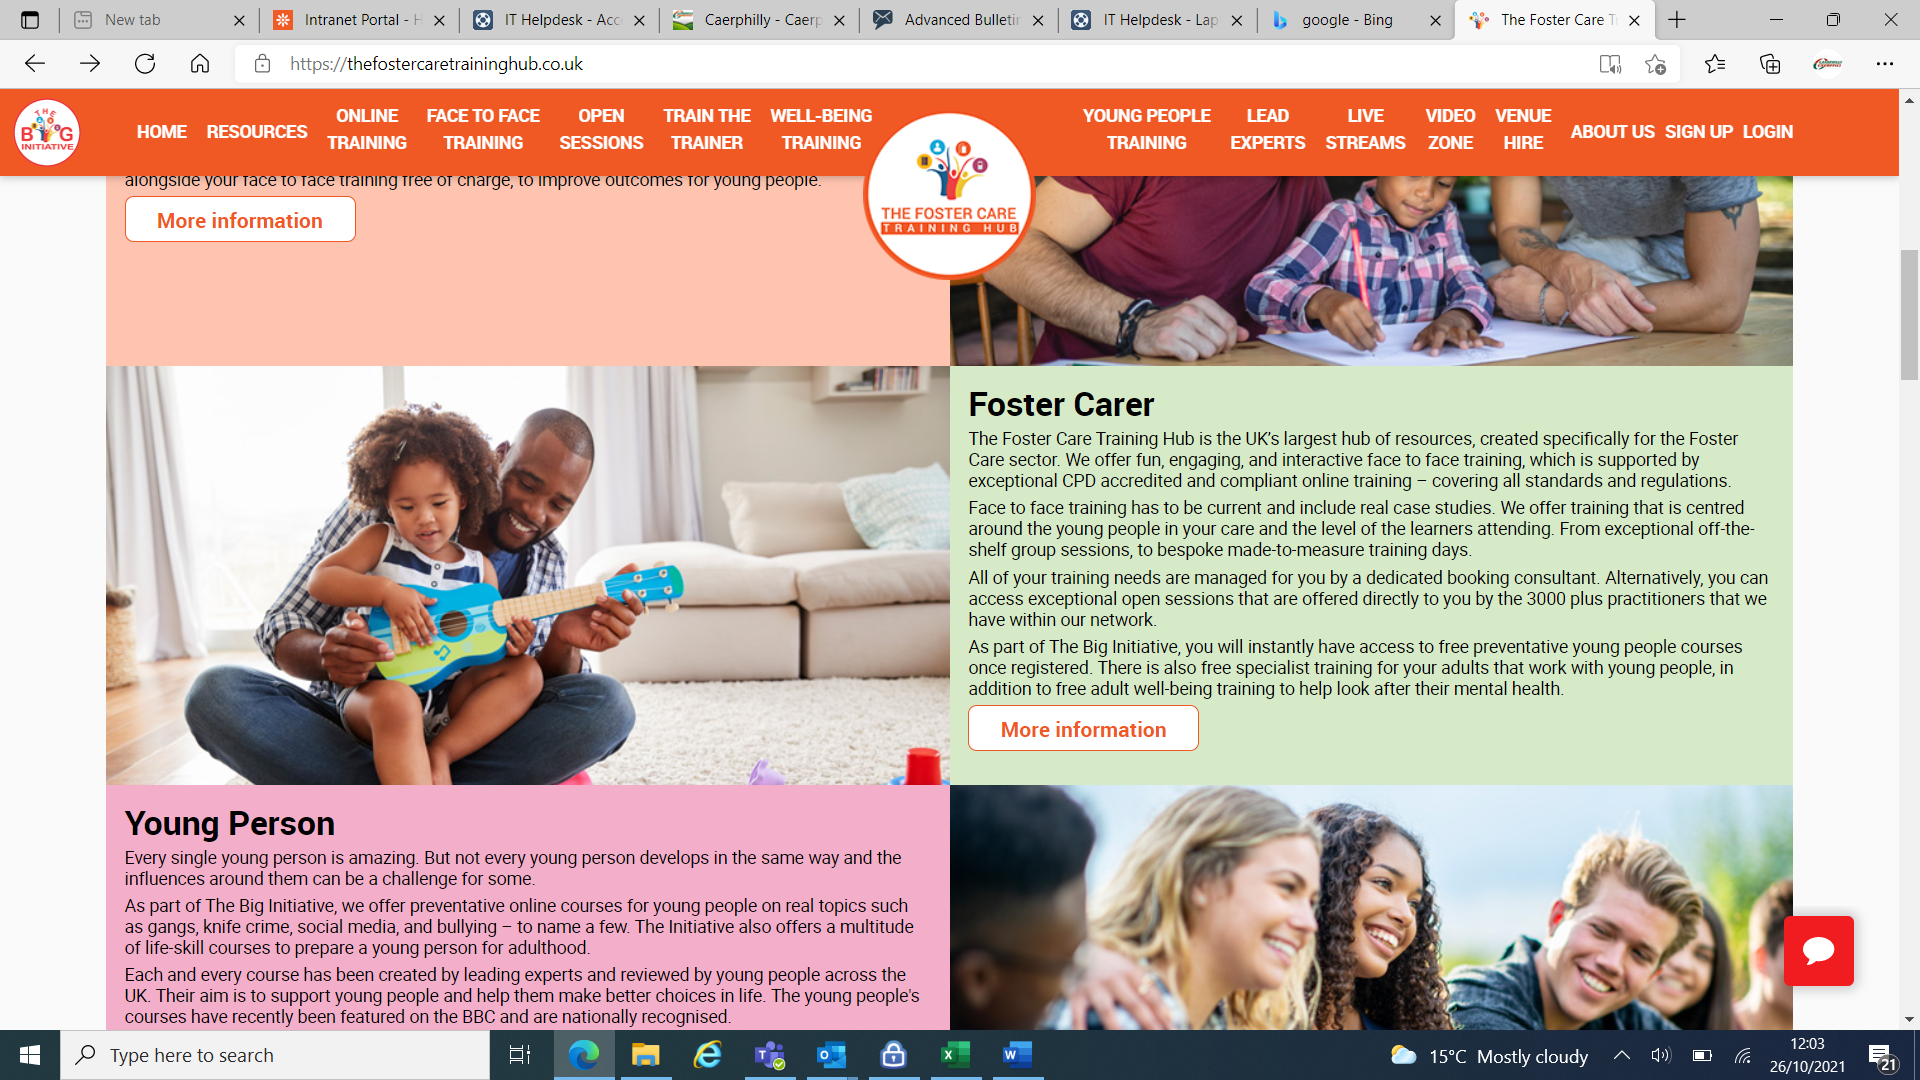 New tab
Intranet Portal - H
IT Helpdesk - Acc
Caerphilly - Caerp
Advanced Bulletin
IT Helpdesk - Lap
google - Bing
The Foster Care T
https://thefostercaretraininghub.co.uk
THE
BIG
INITIATIVE
HOME
RESOURCES
ONLINE
TRAINING
FACE TO FACE
TRAINING
OPEN
SESSIONS
TRAIN THE
TRAINER
WELL-BEING
TRAINING
THE FOSTER CARE
TRAINING HUB
YOUNG PEOPLE
TRAINING
LEAD
EXPERTS
LIVE
STREAMS
VIDEO
ZONE
VENUE
HIRE
ABOUT US
SIGN UP
LOGIN
alongside your face to face training free of charge, to improve outcomes for young people.
More information
Foster Carer
The Foster Care Training Hub is the UK’s largest hub of resources, created specifically for the Foster
Care sector. We offer fun, engaging, and interactive face to face training, which is supported by
exceptional CPD accredited and compliant online training – covering all standards and regulations.
Face to face training has to be current and include real case studies. We offer training that is centred
around the young people in your care and the level of the learners attending. From exceptional off-the-
shelf group sessions, to bespoke made-to-measure training days.
All of your training needs are managed for you by a dedicated booking consultant. Alternatively, you can
access exceptional open sessions that are offered directly to you by the 3000 plus practitioners that we
have within our network.
As part of The Big Initiative, you will instantly have access to free preventative young people courses
once registered. There is also free specialist training for your adults that work with young people, in
addition to free adult well-being training to help look after their mental health.
More information
Young Person
Every single young person is amazing. But not every young person develops in the same way and the
influences around them can be a challenge for some.
As part of The Big Initiative, we offer preventative online courses for young people on real topics such
as gangs, knife crime, social media, and bullying – to name a few. The Initiative also offers a multitude
of life-skill courses to prepare a young person for adulthood.
Each and every course has been created by leading experts and reviewed by young people across the
UK. Their aim is to support young people and help them make better choices in life. The young people's
courses have recently been featured on the BBC and are nationally recognised.
Type here to search
15°C Mostly cloudy
12:03
26/10/2021
21